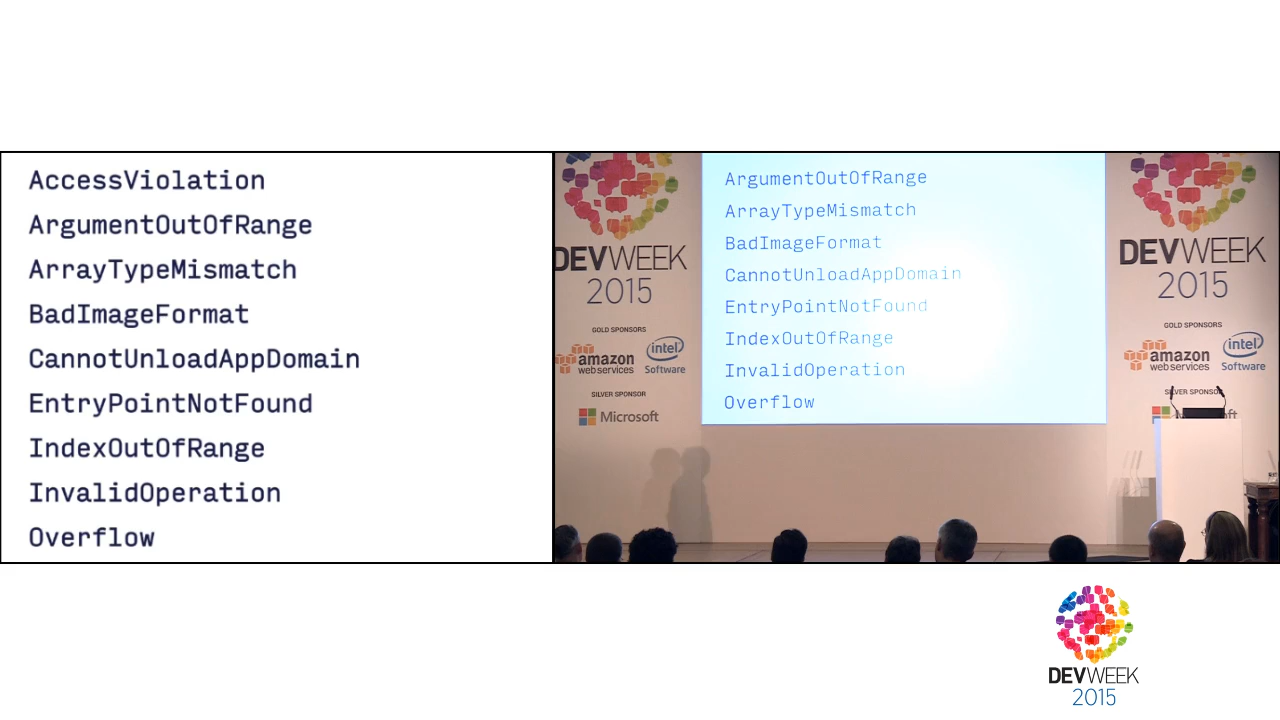 AccessViolation
ArgumentOutOfRange
ArrayTypeMismatch
BadImageFormat
CannotUnloadAppDomain
EntryPointNotFound
IndexOutOfRange
InvalidOperation
Overflow
DEVWEEK
2015
GOLD SPONSORS
amazon
web services
intel
Software
SILVER SPONSOR
Microsoft
ArgumentOutOfRange
ArrayTypeMismatch
BadImageFormat
CannotUnloadAppDomain
EntryPointNotFound
IndexOutOfRange
InvalidOperation
Overflow
DEVWEEK
2015
GOLD SPONSORS
amazon
web services
intel
Software
SILVER SPONSOR
DEVWEEK
2015